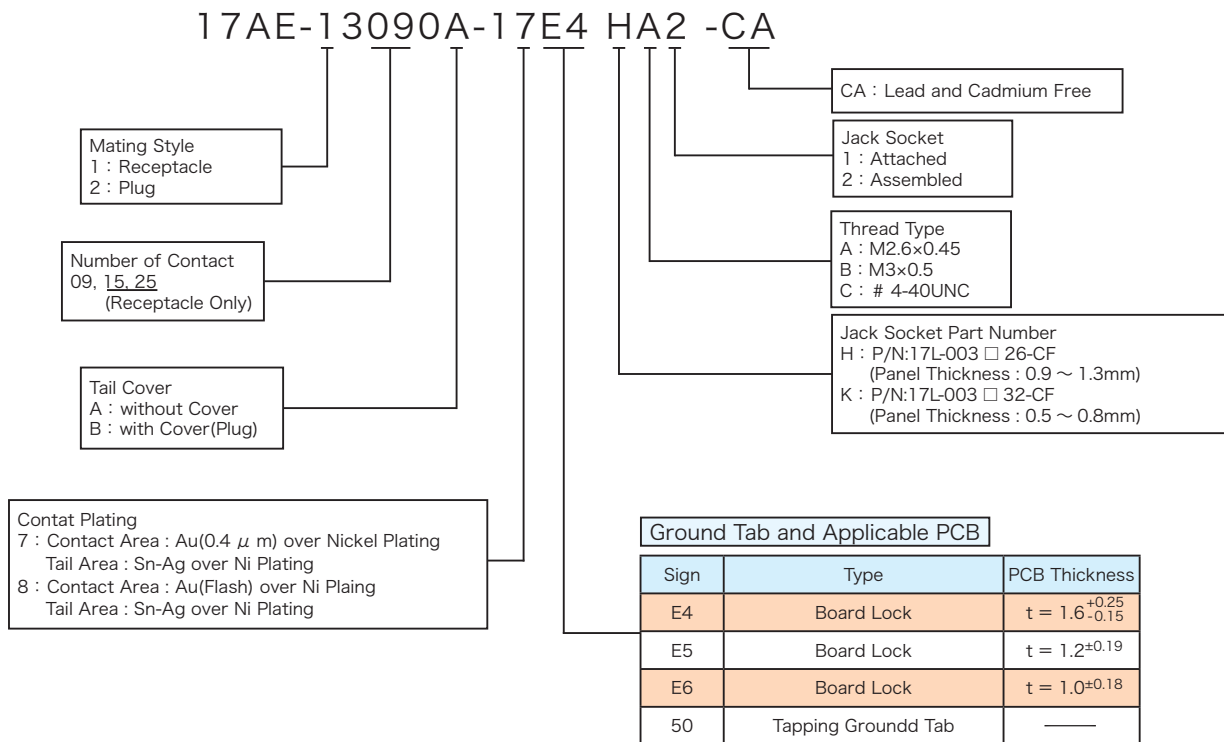 17AE-13090A-17E4 HA2 -CA
CA : Lead and Cadmium Free
Mating Style
1 : Receptacle
2 : Plug
Jack Socket
1 : Attached
2 : Assembled
Number of Contact
09, 15, 25
(Receptacle Only)
Thread Type
A : M2.6×0.45
B : M3×0.5
C : # 4-40UNC
Jack Socket Part Number
H : P/N:17L-003 □ 26-CF
(Panel Thickness : 0.9 ～ 1.3mm)
K : P/N:17L-003 □ 32-CF
(Panel Thickness : 0.5 ～ 0.8mm)
Tail Cover
A : without Cover
B : with Cover(Plug)
Contat Plating
7 : Contact Area : Au(0.4 μ m) over Nickel Plating
Tail Area : Sn-Ag over Ni Plating
8 : Contact Area : Au(Flash) over Ni Plaing
Tail Area : Sn-Ag over Ni Plating
Ground Tab and Applicable PCB
Sign Type PCB Thickness
E4 Board Lock t = 1.6 +0.25 -0.15
E5 Board Lock t = 1.2±0.19
E6 Board Lock t = 1.0±0.18
50 Tapping Groundd Tab ———